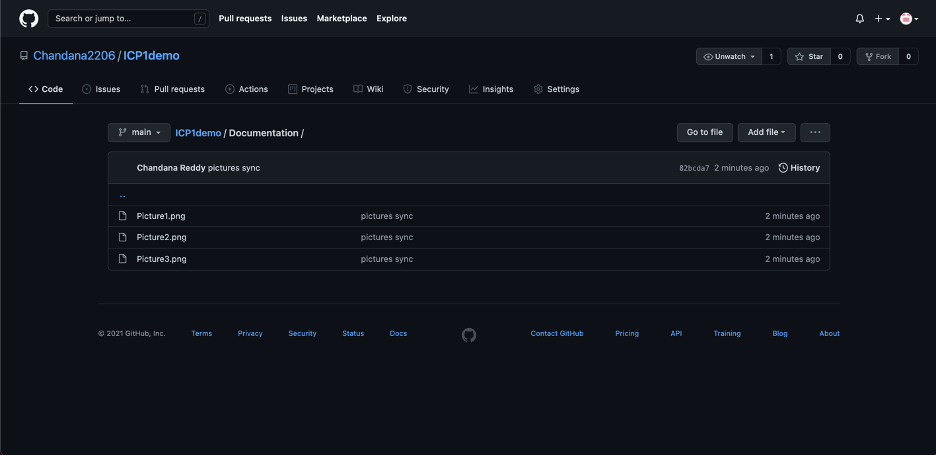 Search or jump to... / Pull requests Issues Marketplace Explore
Chandana2206 / ICP1demo Unwatch 1 Star 0 Fork 0
Code Issues Pull requests Actions Projects Wiki Security Insights Settings
main ICP1demo / Documentation / Go to file Add file ...
Chandana Reddy pictures sync 82bcda7 2 minutes ago History
..
Picture1.png pictures sync 2 minutes ago
Picture2.png pictures sync 2 minutes ago
Picture3.png pictures sync 2 minutes ago
© 2021 GitHub, Inc. Terms Privacy Security Status Docs Contact GitHub Pricing API Training Blog About